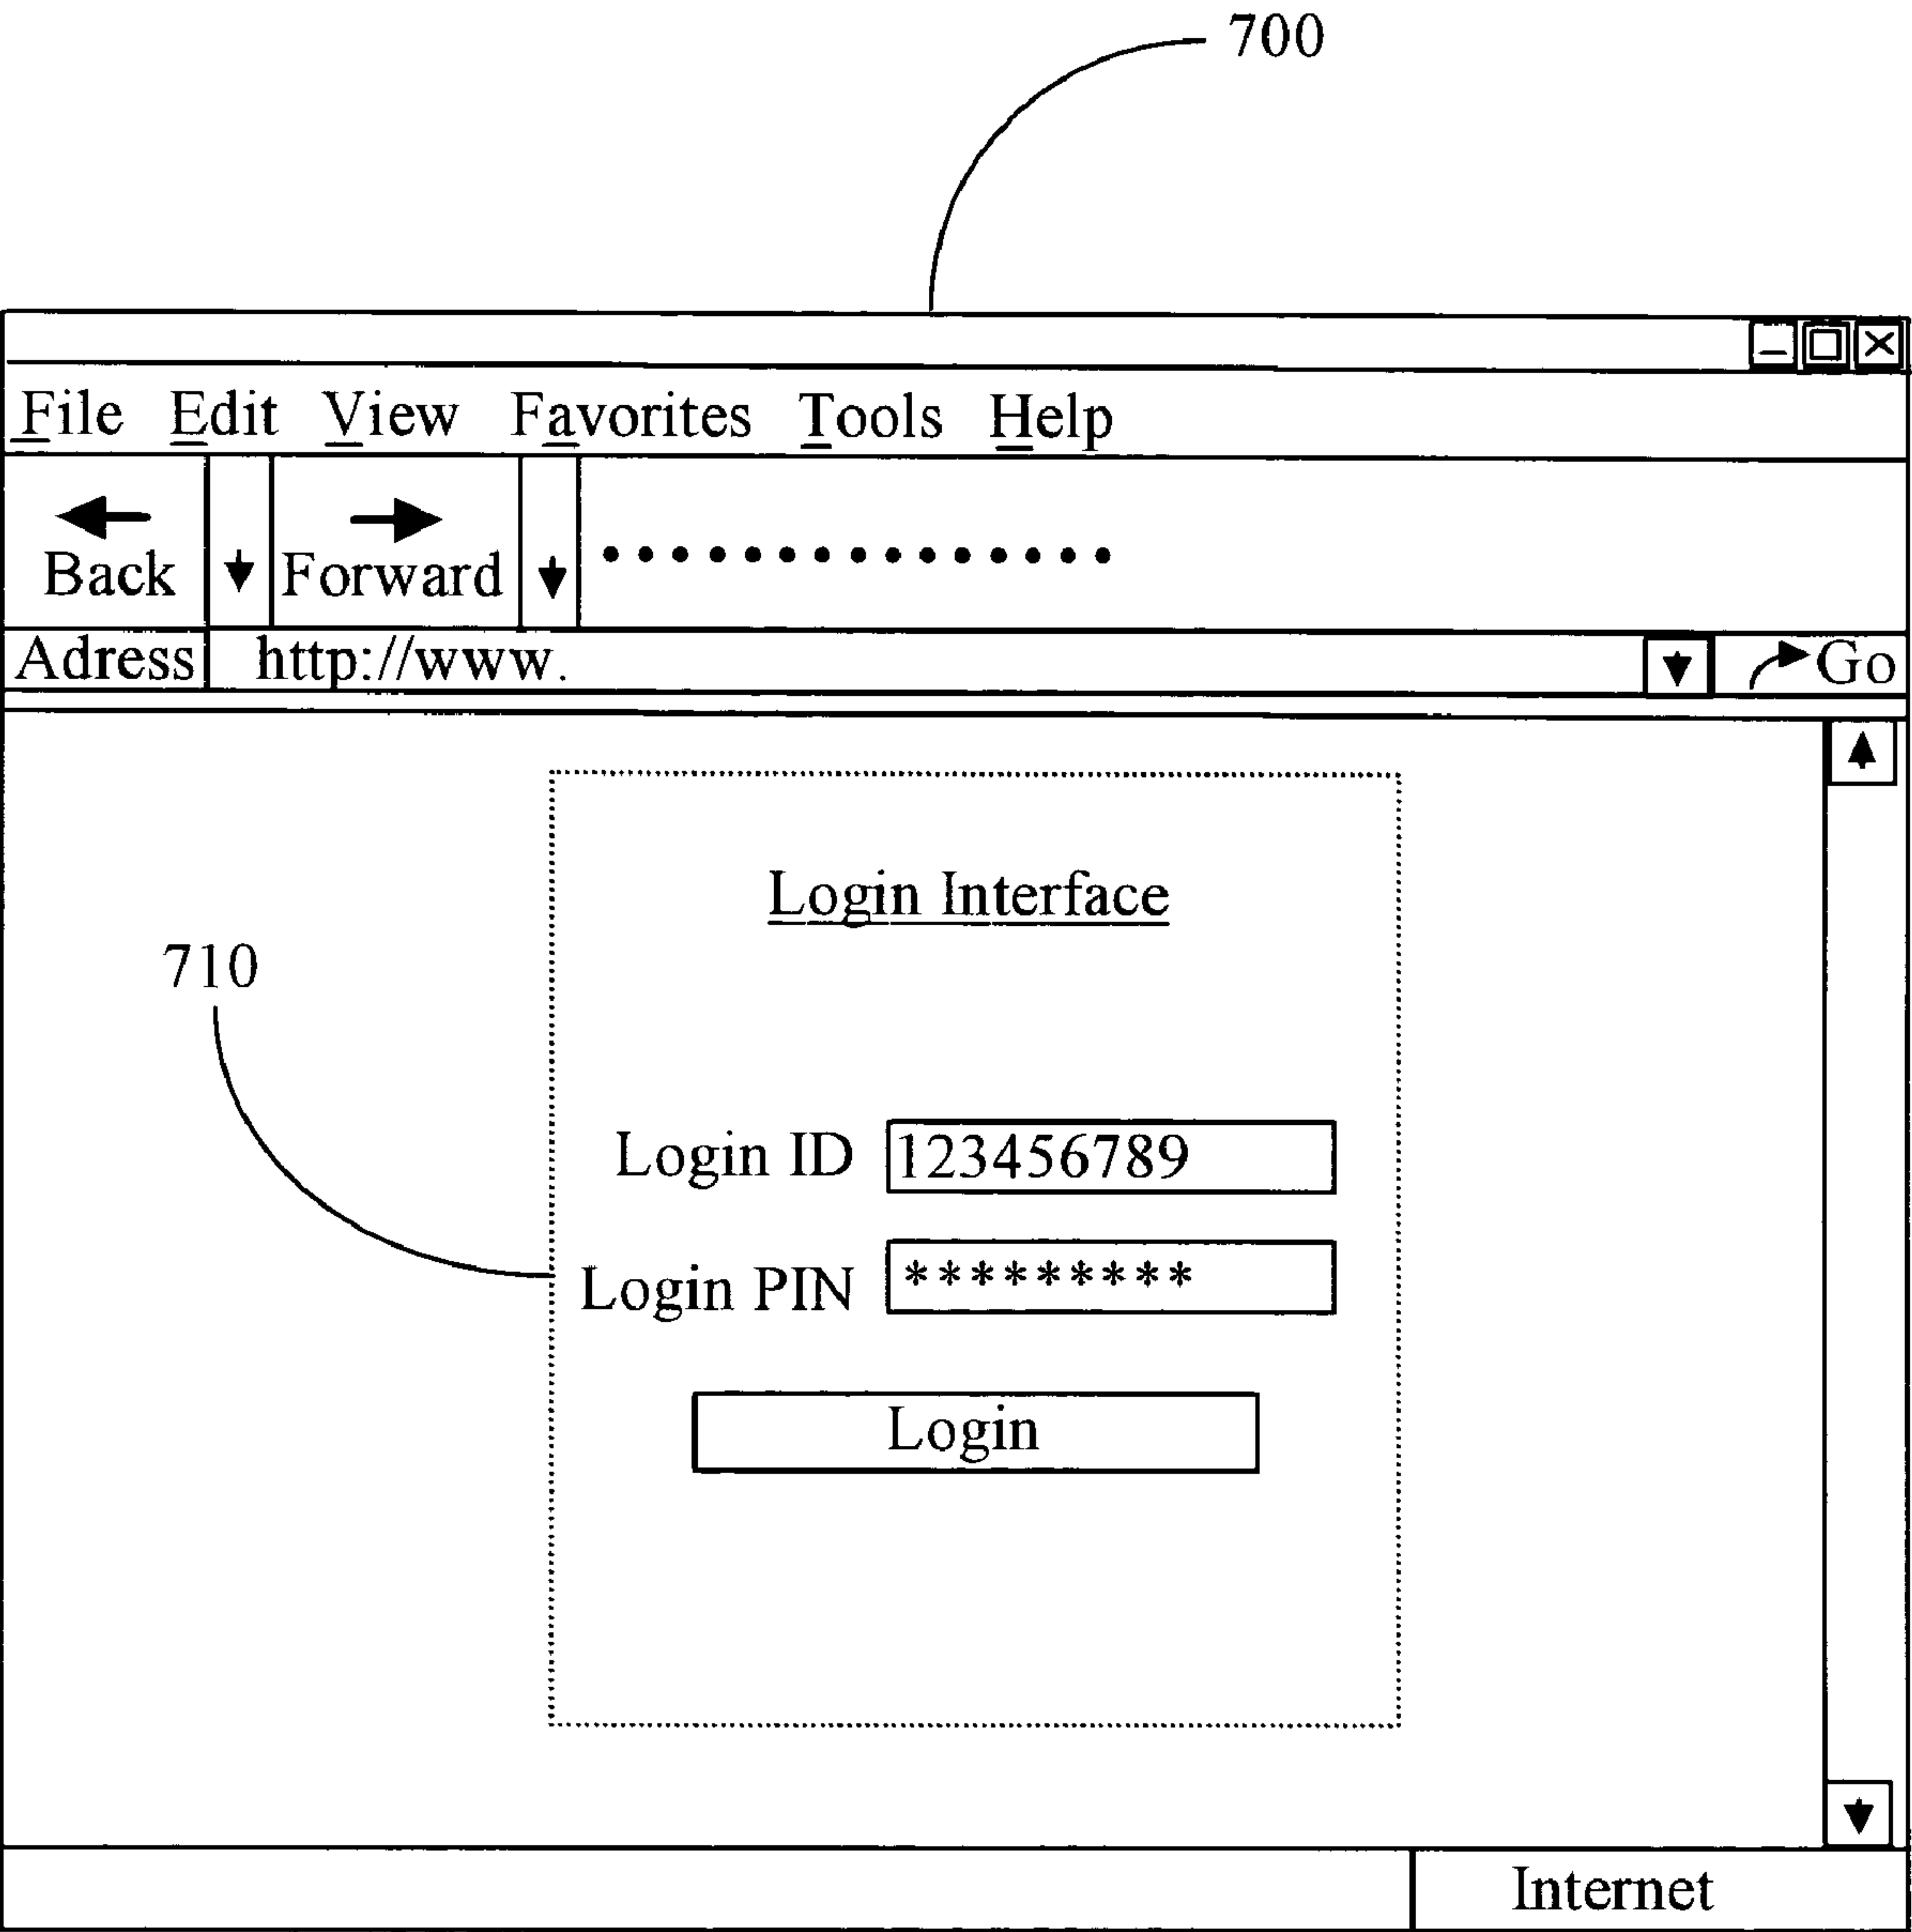 700
File Edit View Favorites Tools Help
Back Forward ...............
Adress http://www. Go
Login Interface
710
Login ID 123456789
Login PIN *********
Login
Internet